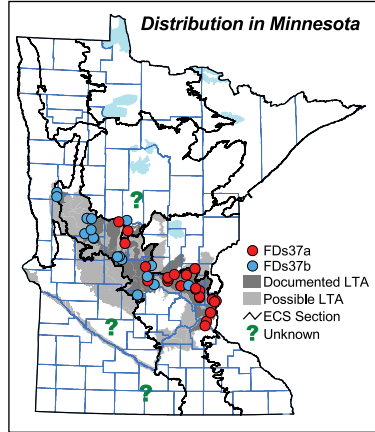 Distribution in Minnesota
?
FDs37a
FDs37b
Documented LTA
Possible LTA
ECS Section
? Unknown
?
?